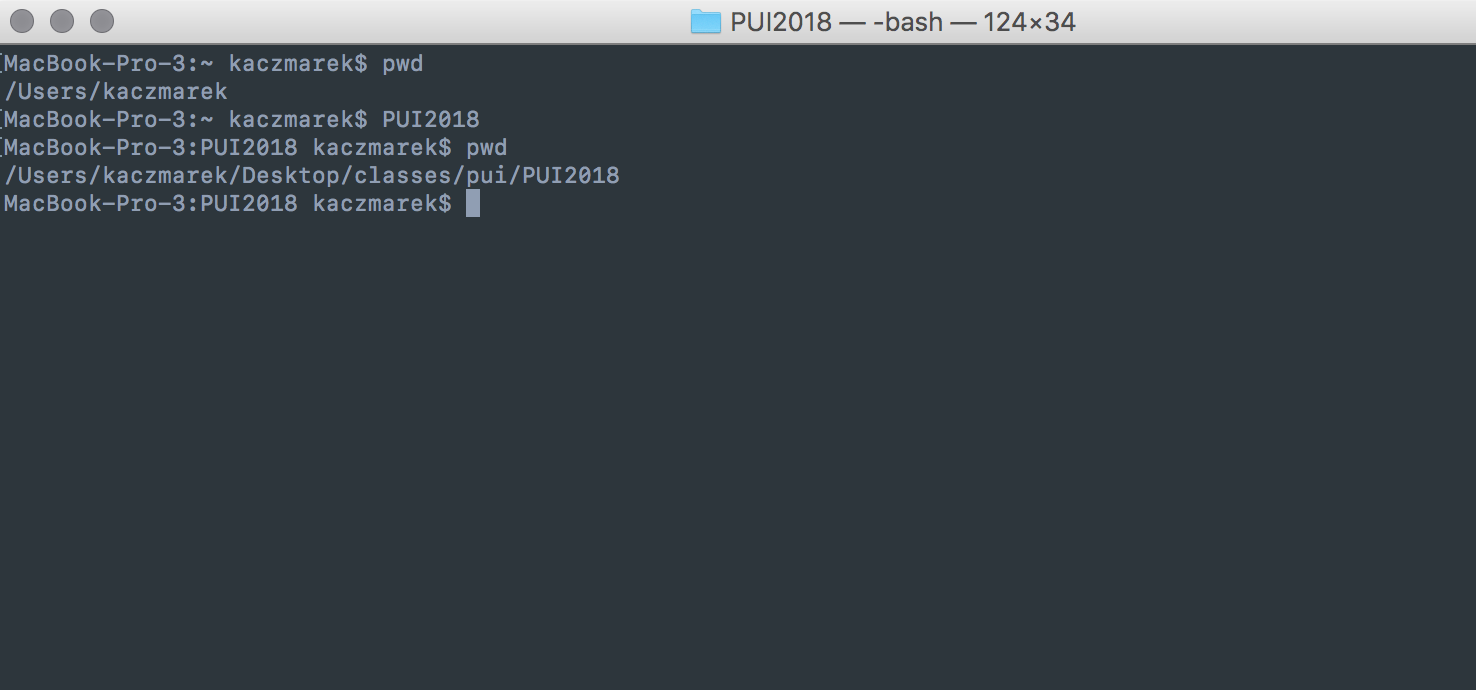 PUI2018 — -bash — 124×34
[MacBook-Pro-3:~ kaczmarek$ pwd
/Users/kaczmarek
[MacBook-Pro-3:~ kaczmarek$ PUI2018
[MacBook-Pro-3:PUI2018 kaczmarek$ pwd
/Users/kaczmarek/Desktop/classes/pui/PUI2018
MacBook-Pro-3:PUI2018 kaczmarek$